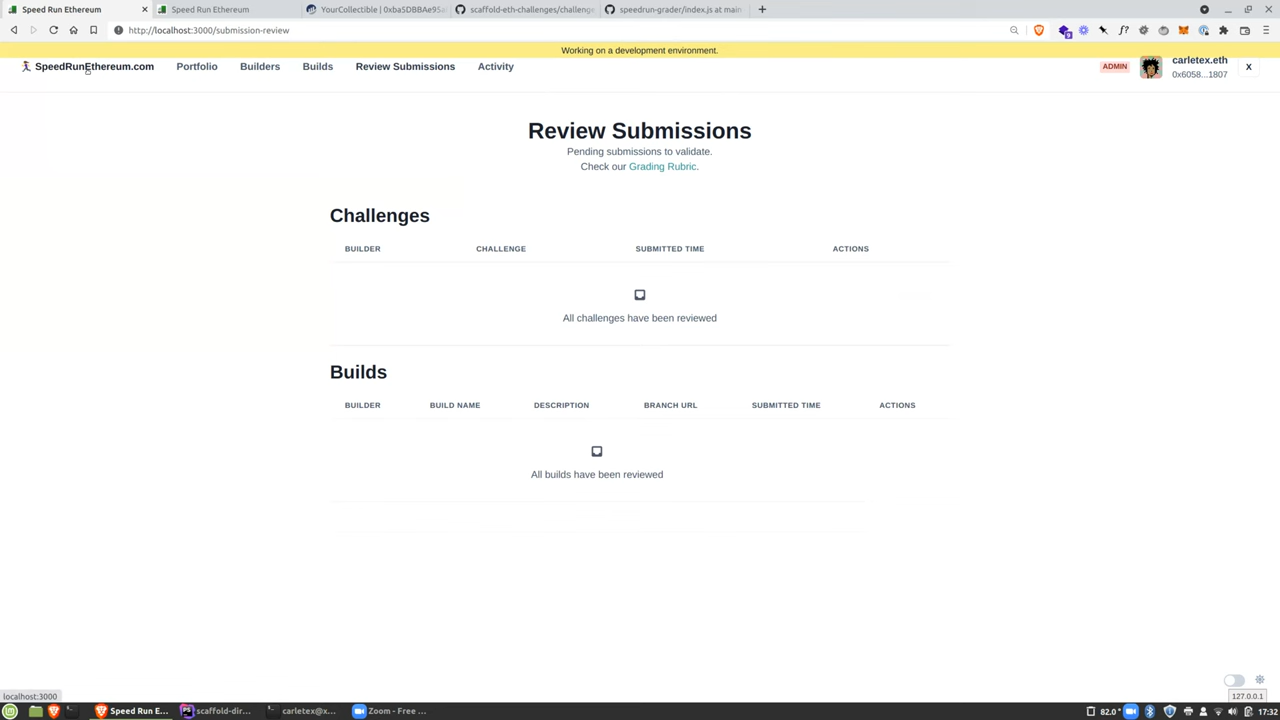 Speed Run Ethereum
Speed Run Ethereum
YourCollectible | 0xba5DBBAe95a
scaffold-eth-challenges/challenge
speedrun-grader/index.js at main
http://localhost:3000/submission-review
Working on a development environment.
SpeedRunEthereum.com
Portfolio
Builders
Builds
Review Submissions
Activity
ADMIN
carletex.eth
0x6058...1807
X
Review Submissions
Pending submissions to validate.
Check our Grading Rubric.
Challenges
BUILDER CHALLENGE SUBMITTED TIME ACTIONS
All challenges have been reviewed
Builds
BUILDER BUILD NAME DESCRIPTION BRANCH URL SUBMITTED TIME ACTIONS
All builds have been reviewed
localhost:3000
127.0.0.1
Speed Run E...
scaffold-dir...
carletex@x...
Zoom - Free ...
82.0°
17:32